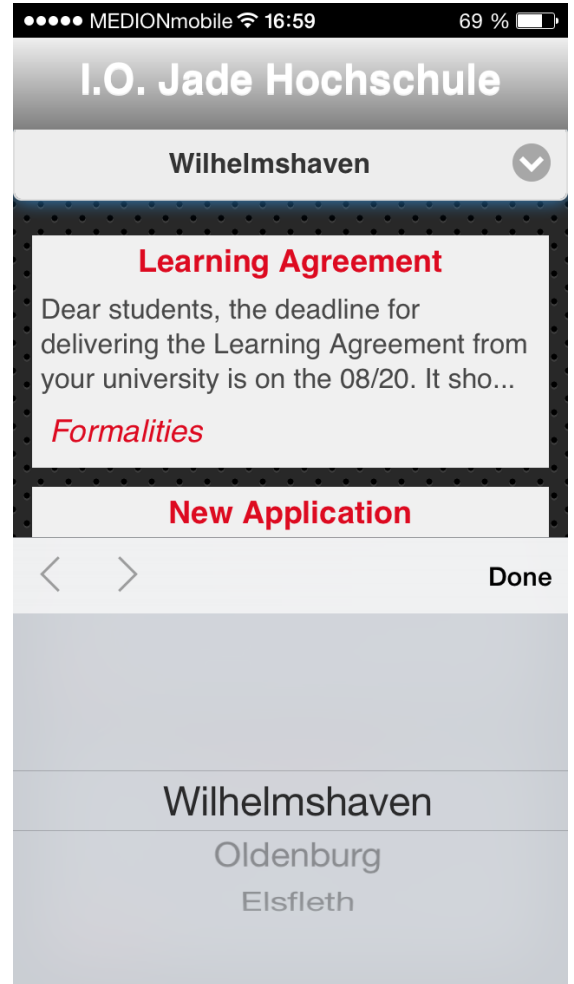 MEDIONmobile 16:59 69 %
I.O. Jade Hochschule
Wilhelmshaven
Learning Agreement
Dear students, the deadline for
delivering the Learning Agreement from
your university is on the 08/20. It sho...
Formalities
New Application
Done
Wilhelmshaven
Oldenburg
Elsfleth